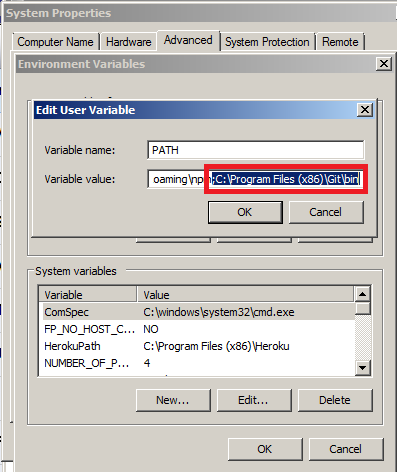 System Properties
Computer Name Hardware Advanced System Protection Remote
Environment Variables
Edit User Variable
Variable name: PATH
Variable value: oaming\npm;C:\Program Files (x86)\Git\bin
OK Cancel
System variables
Variable Value
ComSpec C:\windows\system32\cmd.exe
FP_NO_HOST_C... NO
HerokuPath C:\Program Files (x86)\Heroku
NUMBER_OF_P... 4
New... Edit... Delete
OK Cancel